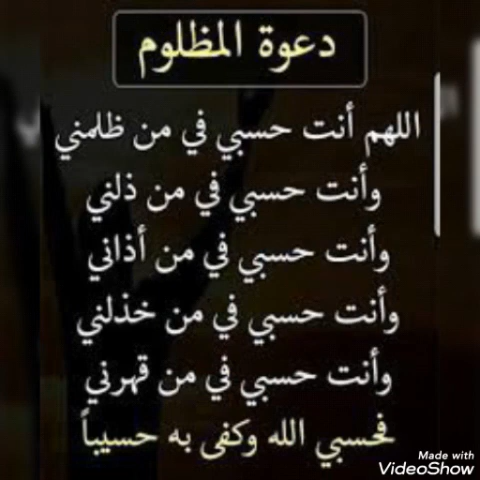 دعوة المظلوم
اللهم أنت حسبي في من ظلمني
وأنت حسبي في من ذلني
وأنت حسبي في من أذاني
وأنت حسبي في من خذلني
وأنت حسبي في من قهرني
فحسبي الله وكفى به حسيباً
Made with
VideoShow